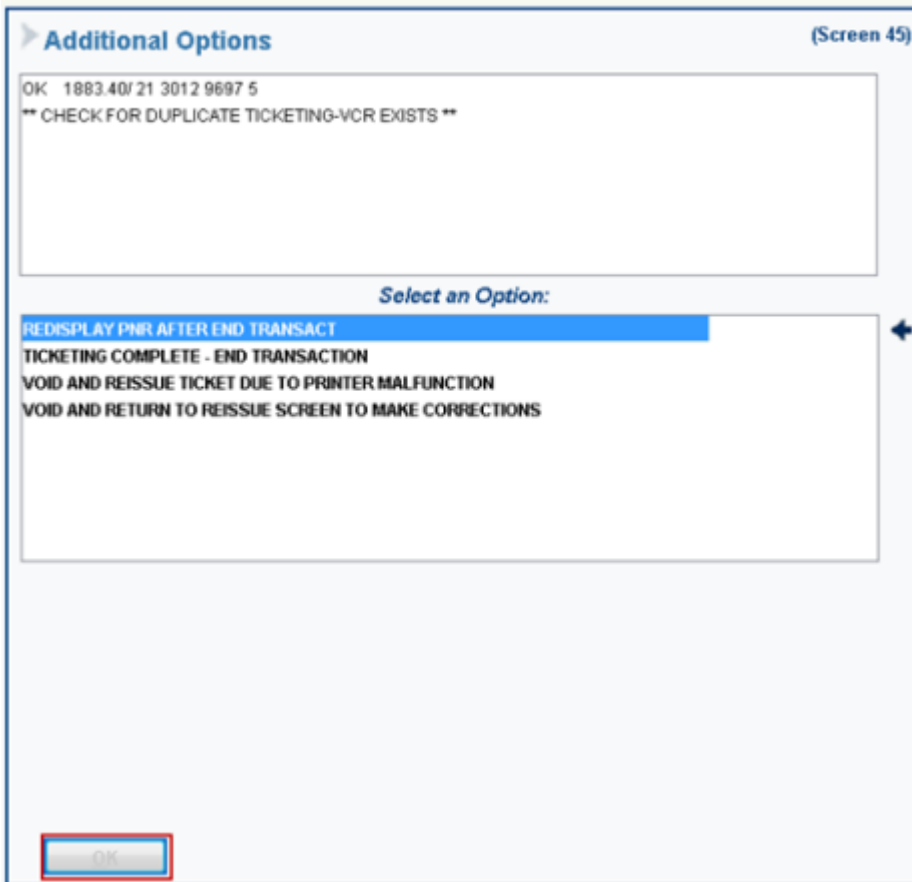 Additional Options
(Screen 45)
OK 1883.40/ 21 3012 9697 5
** CHECK FOR DUPLICATE TICKETING-VCR EXISTS **
Select an Option:
REDISPLAY PNR AFTER END TRANSACT
TICKETING COMPLETE - END TRANSACTION
VOID AND REISSUE TICKET DUE TO PRINTER MALFUNCTION
VOID AND RETURN TO REISSUE SCREEN TO MAKE CORRECTIONS
OK